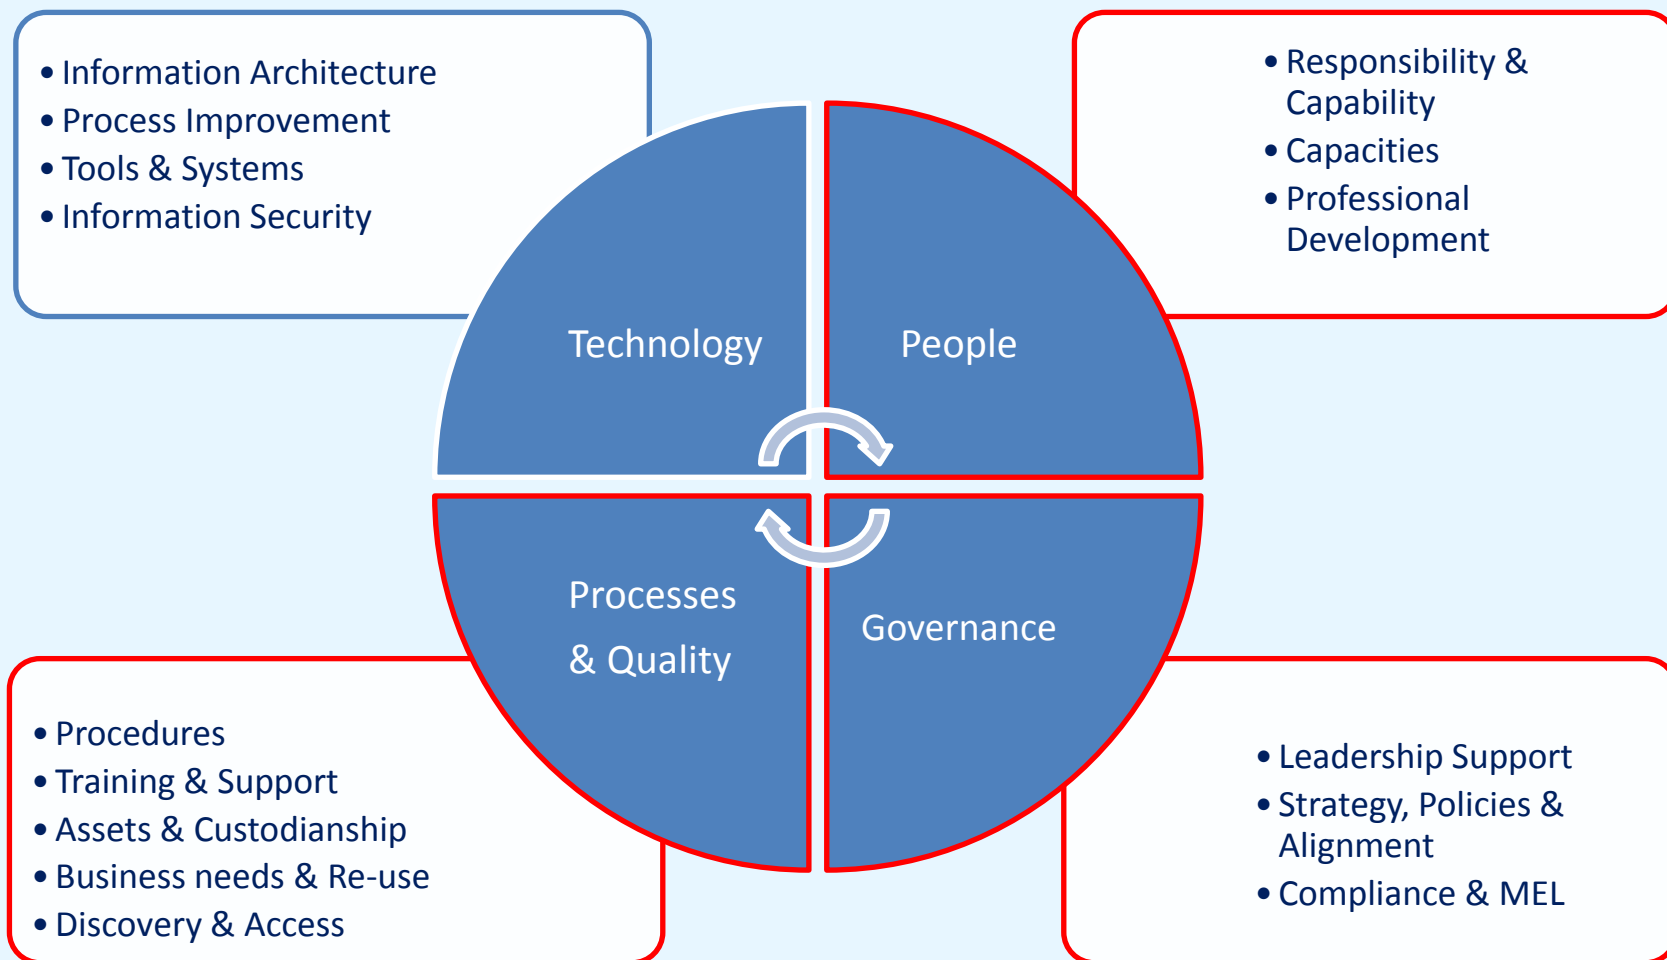 • Information Architecture
• Process Improvement
• Tools & Systems
• Information Security
• Responsibility &
Capability
• Capacities
• Professional
Development
Technology
People
Processes
& Quality
Governance
• Procedures
• Training & Support
• Assets & Custodianship
• Business needs & Re-use
• Discovery & Access
• Leadership Support
• Strategy, Policies &
Alignment
• Compliance & MEL